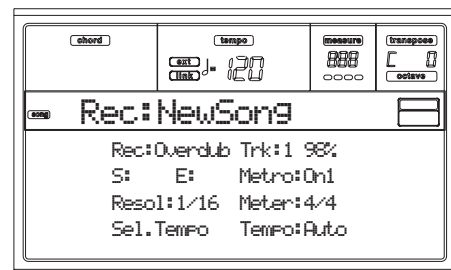 chord tempo measure transpose
ext link ♩= 120 888 C 0
octave
song Rec:NewSong
Rec:Overdub Trk:1 98%
S: E: Metro:On1
Resol:1/16 Meter:4/4
Sel.Tempo Tempo:Auto